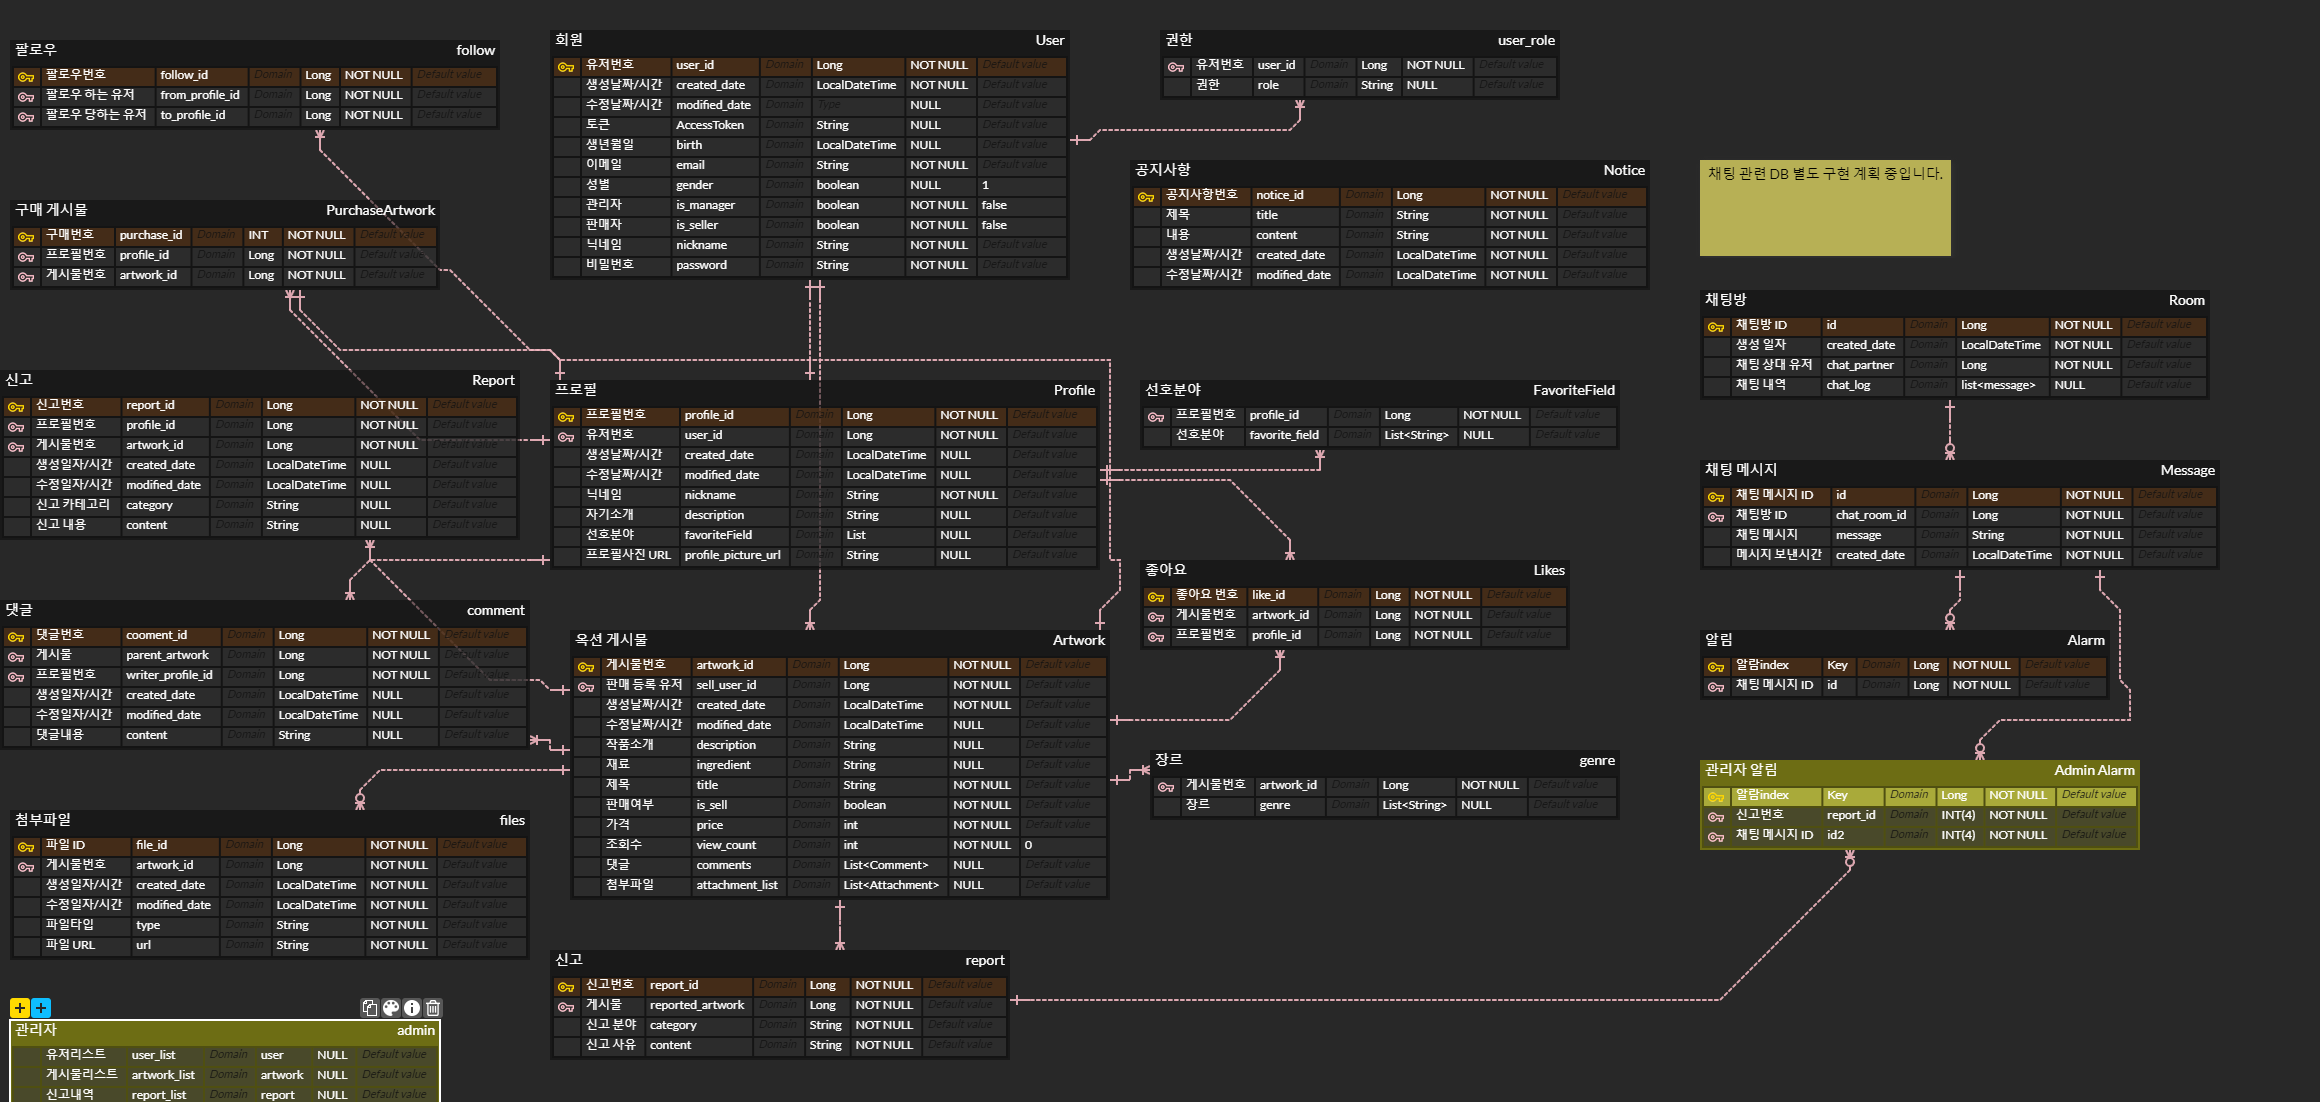 팔로우 follow
팔로우번호 follow_id Domain Long NOT NULL Default value
팔로우 하는 유저 from_profile_id Domain Long NOT NULL Default value
팔로우 당하는 유저 to_profile_id Domain Long NOT NULL Default value
구매 게시물 PurchaseArtwork
구매번호 purchase_id Domain INT NOT NULL Default value
프로필번호 profile_id Domain Long NOT NULL Default value
게시물번호 artwork_id Domain Long NOT NULL Default value
신고 Report
신고번호 report_id Domain Long NOT NULL Default value
프로필번호 profile_id Domain Long NOT NULL Default value
게시물번호 artwork_id Domain Long NOT NULL Default value
생성일자/시간 created_date Domain LocalDateTime NULL Default value
수정일자/시간 modified_date Domain LocalDateTime NULL Default value
신고 카테고리 category Domain String NULL Default value
신고 내용 content Domain String NULL Default value
댓글 comment
댓글번호 cooment_id Domain Long NOT NULL Default value
게시물 parent_artwork Domain Long NOT NULL Default value
프로필번호 writer_profile_id Domain Long NOT NULL Default value
생성일자/시간 created_date Domain LocalDateTime NULL Default value
수정일자/시간 modified_date Domain LocalDateTime NULL Default value
댓글내용 content Domain String NULL Default value
첨부파일 files
파일 ID file_id Domain Long NOT NULL Default value
게시물번호 artwork_id Domain Long NOT NULL Default value
생성일자/시간 created_date Domain LocalDateTime NOT NULL Default value
수정일자/시간 modified_date Domain LocalDateTime NOT NULL Default value
파일타입 type Domain String NOT NULL Default value
파일 URL url Domain String NOT NULL Default value
관리자 admin
유저리스트 user_list Domain user NULL Default value
게시물리스트 artwork_list Domain artwork NULL Default value
신고내역 report_list Domain report NULL Default value
회원 User
유저번호 user_id Domain Long NOT NULL Default value
생성날짜/시간 created_date Domain LocalDateTime NOT NULL Default value
수정날짜/시간 modified_date Domain Type NULL Default value
토큰 AccessToken Domain String NULL Default value
생년월일 birth Domain LocalDateTime NULL Default value
이메일 email Domain String NOT NULL Default value
성별 gender Domain boolean NULL 1
관리자 is_manager Domain boolean NOT NULL false
판매자 is_seller Domain boolean NOT NULL false
닉네임 nickname Domain String NOT NULL Default value
비밀번호 password Domain String NOT NULL Default value
프로필 Profile
프로필번호 profile_id Domain Long NOT NULL Default value
유저번호 user_id Domain Long NOT NULL Default value
생성날짜/시간 created_date Domain LocalDateTime NULL Default value
수정날짜/시간 modified_date Domain LocalDateTime NULL Default value
닉네임 nickname Domain String NOT NULL Default value
자기소개 description Domain String NULL Default value
선호분야 favoriteField Domain List NULL Default value
프로필사진 URL profile_picture_url Domain String NULL Default value
옥션 게시물 Artwork
게시물번호 artwork_id Domain Long NOT NULL Default value
판매 등록 유저 sell_user_id Domain Long NOT NULL Default value
생성날짜/시간 created_date Domain LocalDateTime NOT NULL Default value
수정날짜/시간 modified_date Domain LocalDateTime NULL Default value
작품소개 description Domain String NULL Default value
재료 ingredient Domain String NULL Default value
제목 title Domain String NOT NULL Default value
판매여부 is_sell Domain boolean NOT NULL Default value
가격 price Domain int NOT NULL Default value
조회수 view_count Domain int NOT NULL 0
댓글 comments Domain List<Comment> NULL Default value
첨부파일 attachment_list Domain List<Attachment> NULL Default value
신고 report
신고번호 report_id Domain Long NOT NULL Default value
게시물 reported_artwork Domain Long NOT NULL Default value
신고 분야 category Domain String NOT NULL Default value
신고 사유 content Domain String NOT NULL Default value
권한 user_role
유저번호 user_id Domain Long NOT NULL Default value
권한 role Domain String NULL Default value
공지사항 Notice
공지사항번호 notice_id Domain Long NOT NULL Default value
제목 title Domain String NOT NULL Default value
내용 content Domain String NOT NULL Default value
생성날짜/시간 created_date Domain LocalDateTime NOT NULL Default value
수정날짜/시간 modified_date Domain LocalDateTime NOT NULL Default value
선호분야 FavoriteField
프로필번호 profile_id Domain Long NOT NULL Default value
선호분야 favorite_field Domain List<String> NULL Default value
좋아요 Likes
좋아요 번호 like_id Domain Long NOT NULL Default value
게시물번호 artwork_id Domain Long NOT NULL Default value
프로필번호 profile_id Domain Long NOT NULL Default value
장르 genre
게시물번호 artwork_id Domain Long NOT NULL Default value
장르 genre Domain List<String> NULL Default value
채팅 관련 DB 별도 구현 계획 중입니다.
채팅방 Room
채팅방 ID id Domain Long NOT NULL Default value
생성 일자 created_date Domain LocalDateTime NOT NULL Default value
채팅 상대 유저 chat_partner Domain Long NOT NULL Default value
채팅 내역 chat_log Domain list<message> NULL Default value
채팅 메시지 Message
채팅 메시지 ID id Domain Long NOT NULL Default value
채팅방 ID chat_room_id Domain Long NOT NULL Default value
채팅 메시지 message Domain String NOT NULL Default value
메시지 보낸시간 created_date Domain LocalDateTime NOT NULL Default value
알림 Alarm
알람index Key Domain Long NOT NULL Default value
채팅 메시지 ID id Domain Long NOT NULL Default value
관리자 알림 Admin Alarm
알람index Key Domain Long NOT NULL Default value
신고번호 report_id Domain INT(4) NOT NULL Default value
채팅 메시지 ID id2 Domain INT(4) NOT NULL Default value